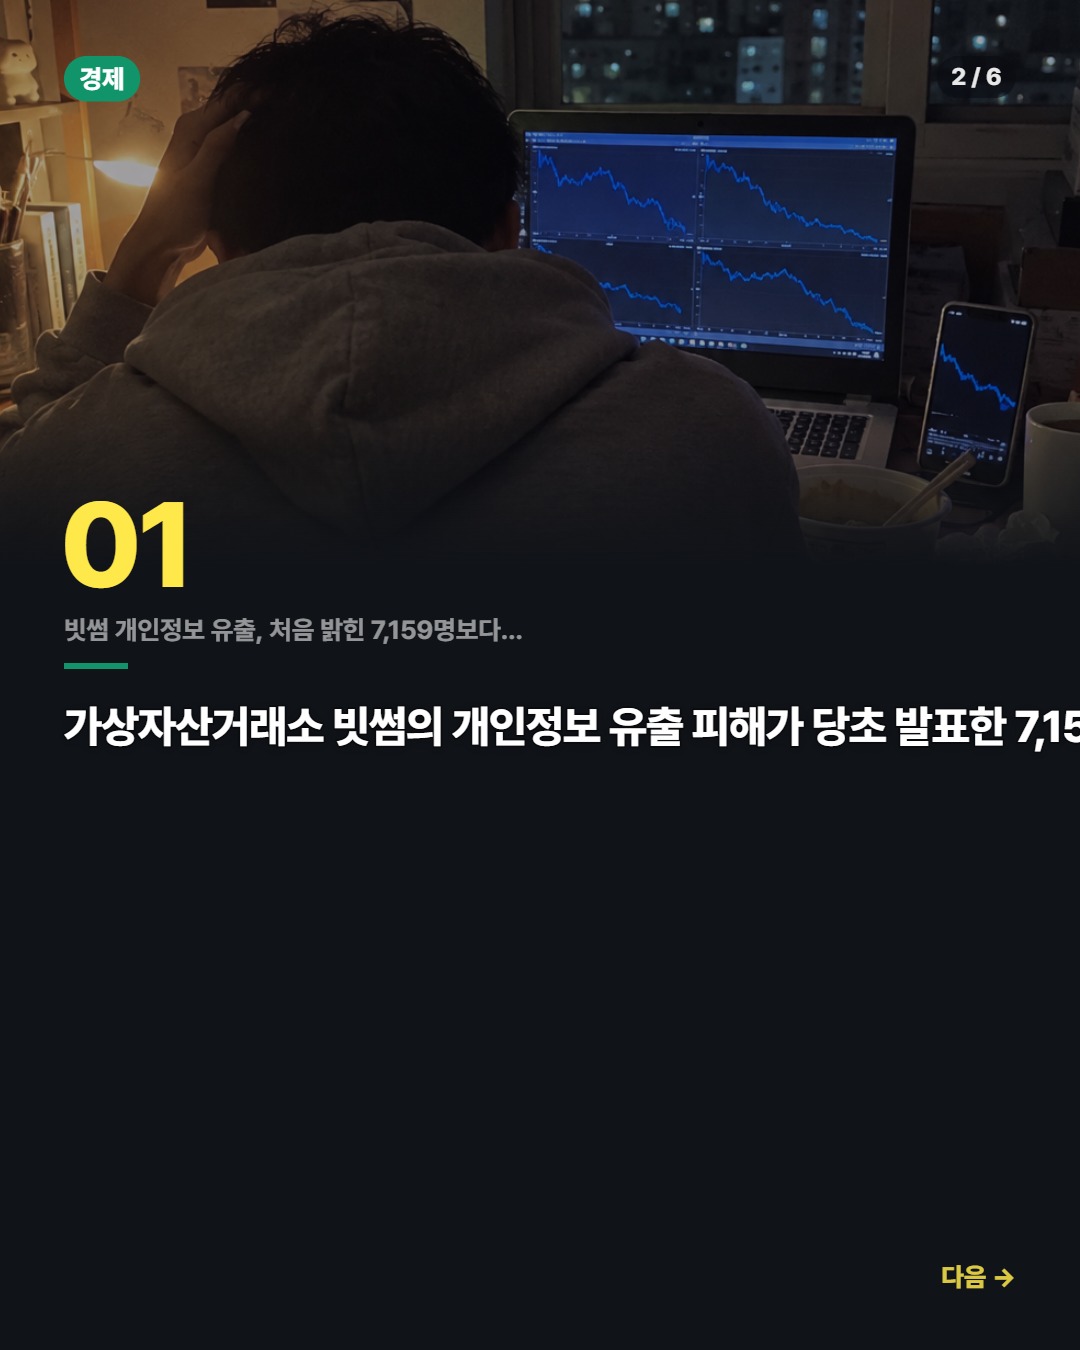 경제
2 / 6
01
빗썸 개인정보 유출, 처음 밝힌 7,159명보다...
가상자산거래소 빗썸의 개인정보 유출 피해가 당초 발표한 7,15
다음 →